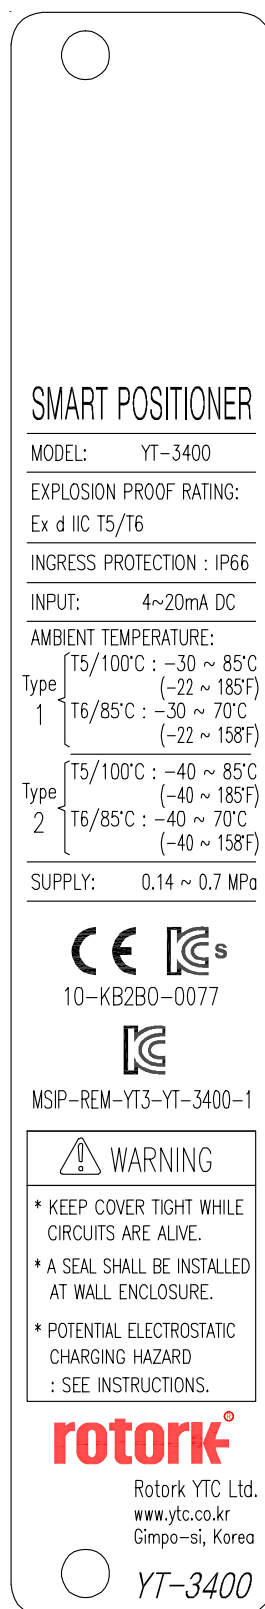 SMART POSITIONER
MODEL: YT-3400
EXPLOSION PROOF RATING:
Ex d IIC T5/T6
INGRESS PROTECTION : IP66
INPUT: 4~20mA DC
AMBIENT TEMPERATURE:
Type 1
T5/100°C : -30 ~ 85°C
(-22 ~ 185°F)
T6/85°C : -30 ~ 70°C
(-22 ~ 158°F)
Type 2
T5/100°C : -40 ~ 85°C
(-40 ~ 185°F)
T6/85°C : -40 ~ 70°C
(-40 ~ 158°F)
SUPPLY: 0.14 ~ 0.7 MPa
CE KC s
10-KB2BO-0077
KC
MSIP-REM-YT3-YT-3400-1
⚠ WARNING
* KEEP COVER TIGHT WHILE
CIRCUITS ARE ALIVE.
* A SEAL SHALL BE INSTALLED
AT WALL ENCLOSURE.
* POTENTIAL ELECTROSTATIC
CHARGING HAZARD
: SEE INSTRUCTIONS.
rotork®
Rotork YTC Ltd.
www.ytc.co.kr
Gimpo-si, Korea
YT-3400